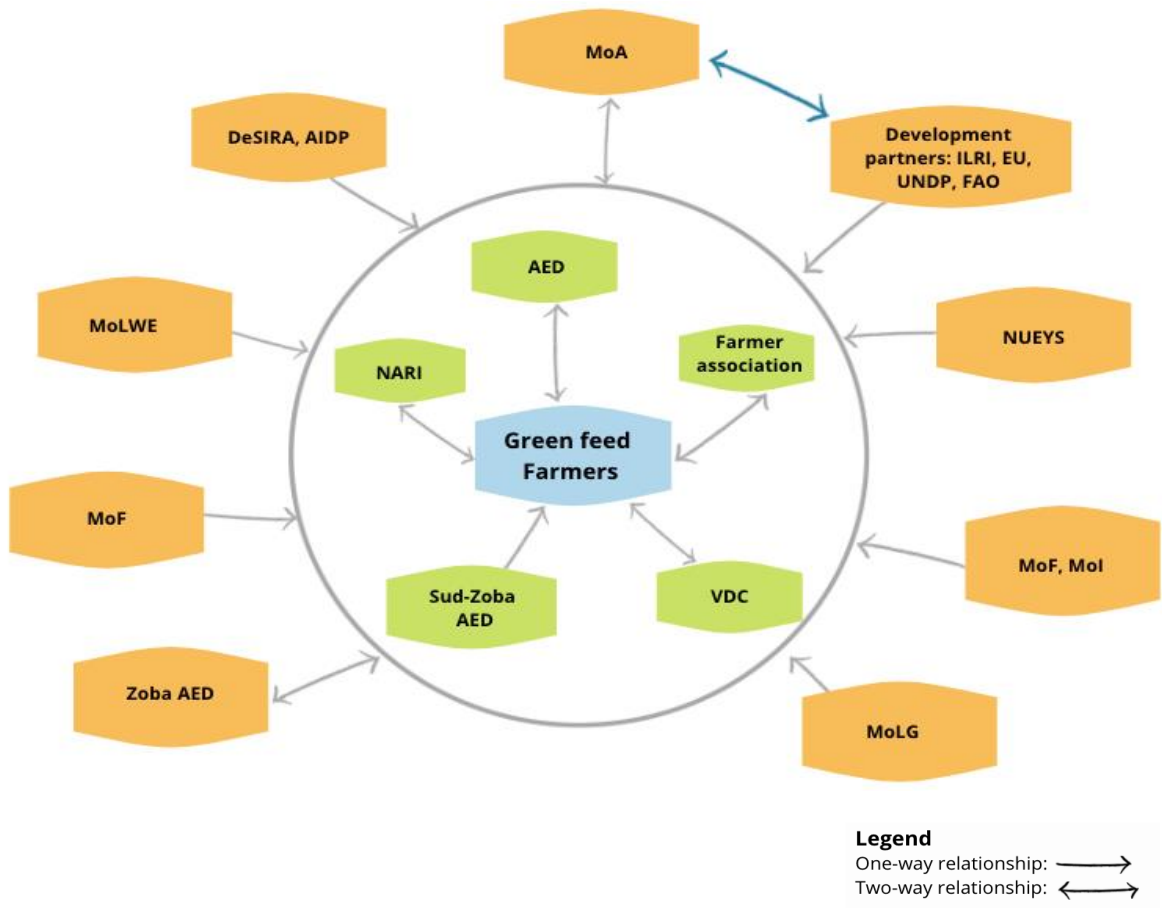 MoA
DeSIRA, AIDP
Development
partners: ILRI, EU,
UNDP, FAO
AED
MoLWE
NUEYS
Farmer
association
NARI
Green feed
Farmers
MoF
MoF, MoI
Sud-Zoba
AED
VDC
Zoba AED
MoLG
Legend
One-way relationship:
Two-way relationship: